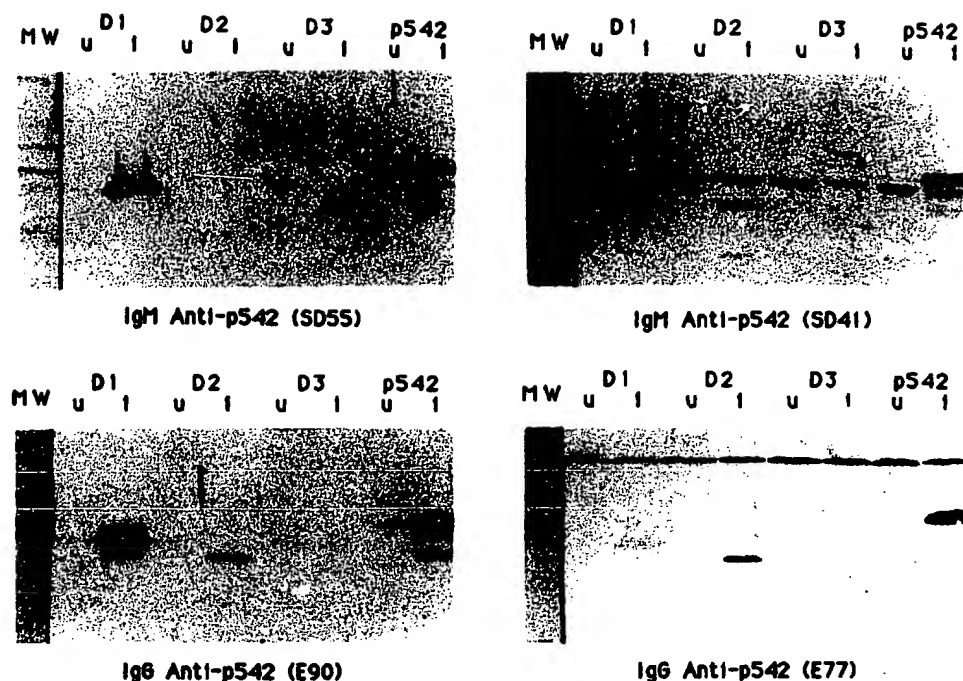 MW D1 D2 D3 p542
u i u i u i u i
IgM Anti-p542 (SD55)
MW D1 D2 D3 p542
u i u i u i u i
IgM Anti-p542 (SD41)
MW D1 D2 D3 p542
u i u i u i u i
IgG Anti-p542 (E90)
MW D1 D2 D3 p542
u i u i u i u i
IgG Anti-p542 (E77)